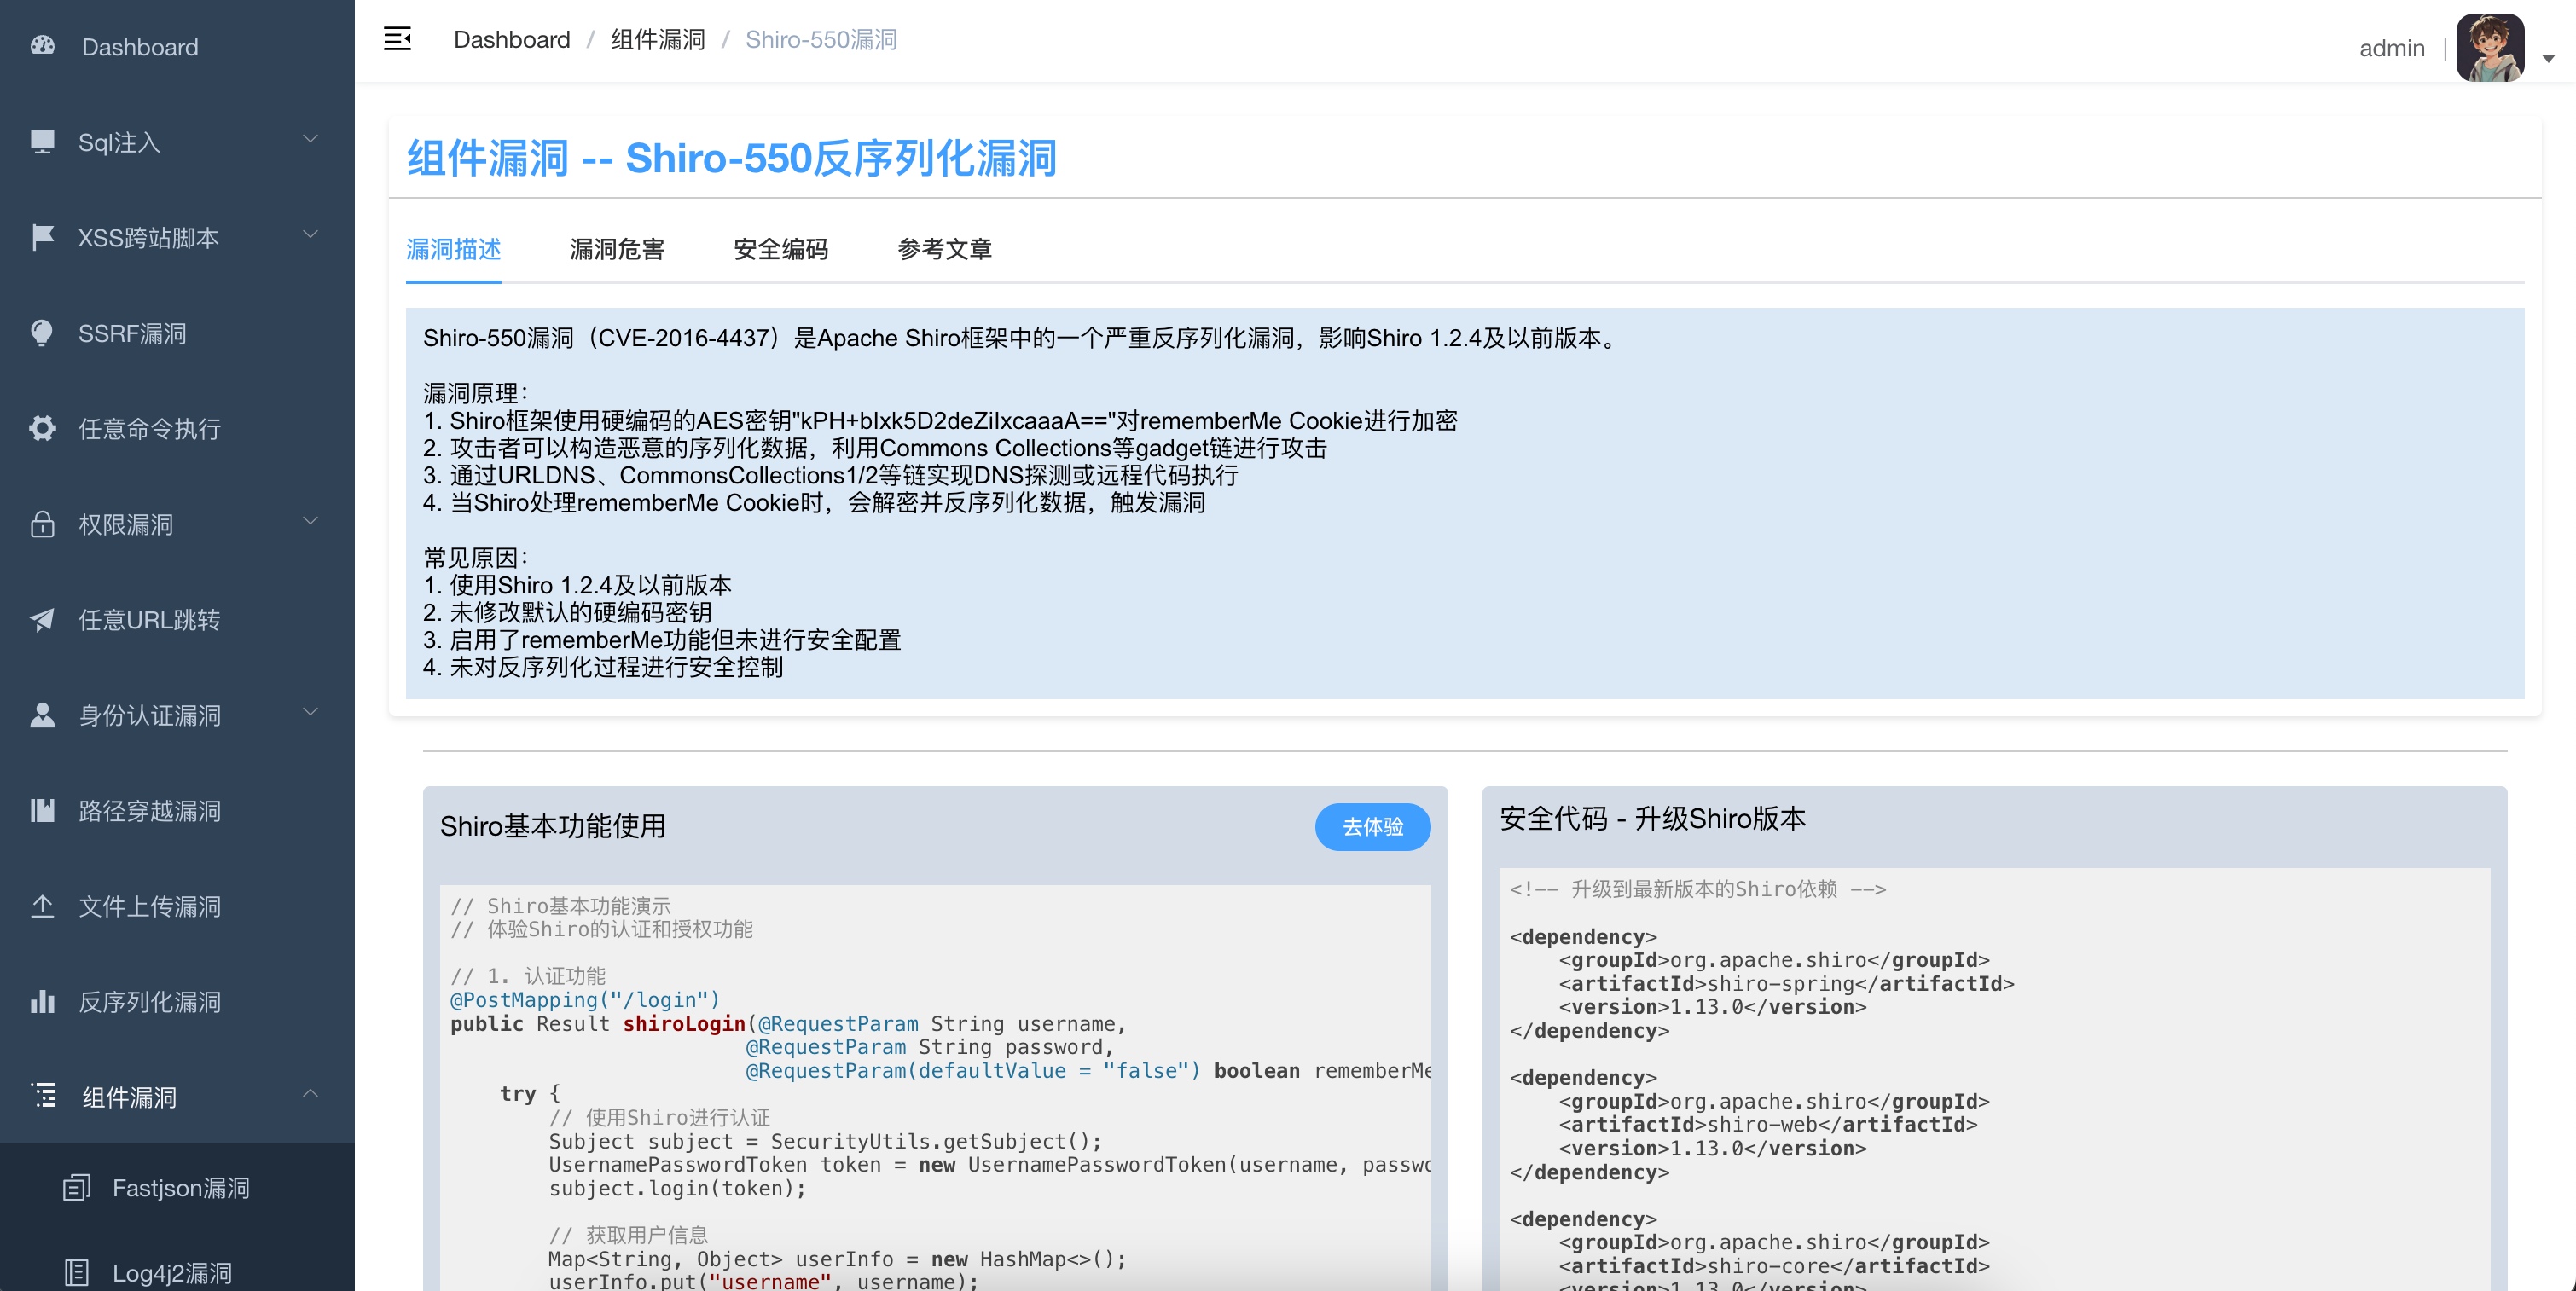 Dashboard
Sql注入
XSS跨站脚本
SSRF漏洞
任意命令执行
权限漏洞
任意URL跳转
身份认证漏洞
路径穿越漏洞
文件上传漏洞
反序列化漏洞
组件漏洞
Fastjson漏洞
Log4j2漏洞
Dashboard / 组件漏洞 / Shiro-550漏洞
admin |
组件漏洞 -- Shiro-550反序列化漏洞
漏洞描述 漏洞危害 安全编码 参考文章
Shiro-550漏洞（CVE-2016-4437）是Apache Shiro框架中的一个严重反序列化漏洞，影响Shiro 1.2.4及以前版本。
漏洞原理：
1. Shiro框架使用硬编码的AES密钥"kPH+bIxk5D2deZiIxcaaaA=="对rememberMe Cookie进行加密
2. 攻击者可以构造恶意的序列化数据，利用Commons Collections等gadget链进行攻击
3. 通过URLDNS、CommonsCollections1/2等链实现DNS探测或远程代码执行
4. 当Shiro处理rememberMe Cookie时，会解密并反序列化数据，触发漏洞
常见原因：
1. 使用Shiro 1.2.4及以前版本
2. 未修改默认的硬编码密钥
3. 启用了rememberMe功能但未进行安全配置
4. 未对反序列化过程进行安全控制
Shiro基本功能使用
去体验
// Shiro基本功能演示
// 体验Shiro的认证和授权功能
// 1. 认证功能
@PostMapping("/login")
public Result shiroLogin(@RequestParam String username,
@RequestParam String password,
@RequestParam(defaultValue = "false") boolean rememberMe
try {
// 使用Shiro进行认证
Subject subject = SecurityUtils.getSubject();
UsernamePasswordToken token = new UsernamePasswordToken(username, passwo
subject.login(token);
// 获取用户信息
Map<String, Object> userInfo = new HashMap<>();
userInfo.put("username", username);
安全代码 - 升级Shiro版本
<!-- 升级到最新版本的Shiro依赖 -->
<dependency>
<groupId>org.apache.shiro</groupId>
<artifactId>shiro-spring</artifactId>
<version>1.13.0</version>
</dependency>
<dependency>
<groupId>org.apache.shiro</groupId>
<artifactId>shiro-web</artifactId>
<version>1.13.0</version>
</dependency>
<dependency>
<groupId>org.apache.shiro</groupId>
<artifactId>shiro-core</artifactId>
<version>1.13.0</version>